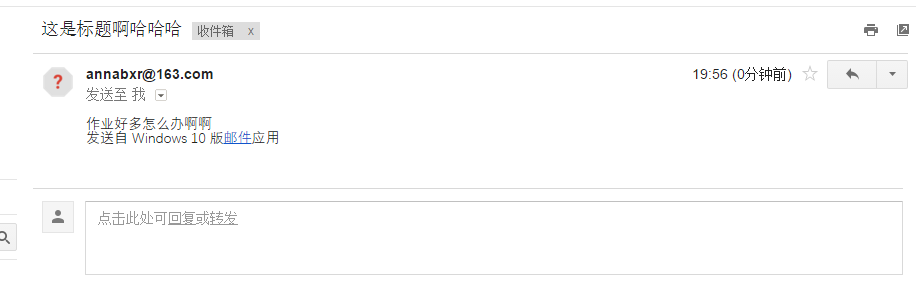 这是标题啊哈哈哈 收件箱 x
annabxr@163.com 19:56 (0分钟前)
发送至 我
作业好多怎么办啊啊
发送自 Windows 10 版邮件应用
点击此处可回复或转发